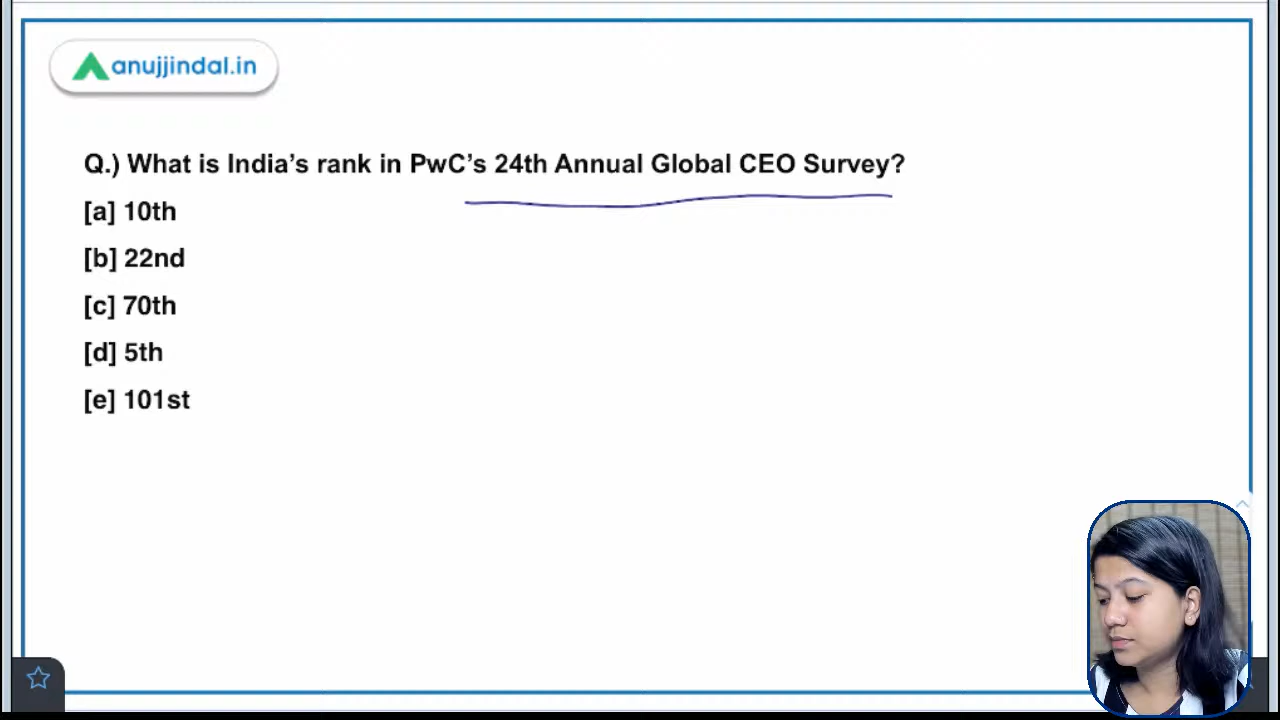 anujjindal.in
Q.) What is India’s rank in PwC’s 24th Annual Global CEO Survey?
[a] 10th
[b] 22nd
[c] 70th
[d] 5th
[e] 101st